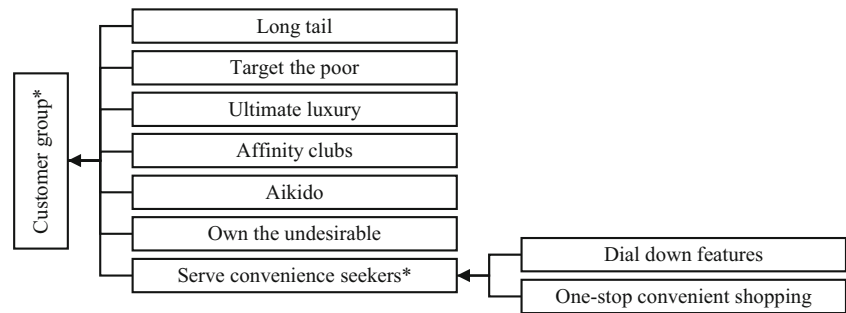 Customer group*
Long tail
Target the poor
Ultimate luxury
Affinity clubs
Aikido
Own the undesirable
Serve convenience seekers*
Dial down features
One-stop convenient shopping